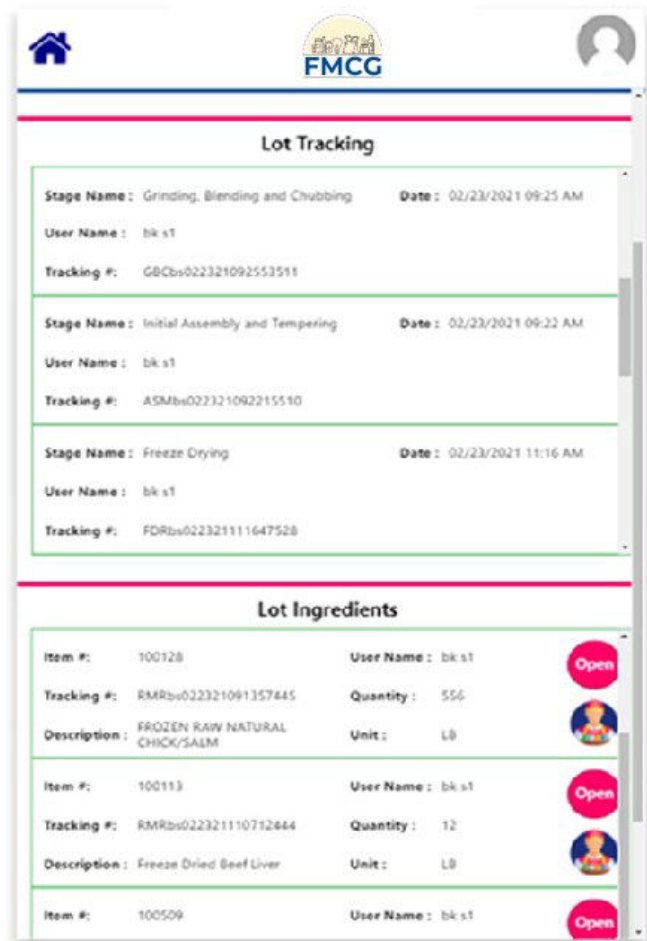 FMCG
Lot Tracking
Stage Name : Grinding, Blending and Chubbing Date : 02/23/2021 09:25 AM
User Name : bk s1
Tracking #: GBCbs022321092553511
Stage Name : Initial Assembly and Tempering Date : 02/23/2021 09:22 AM
User Name : bk s1
Tracking #: ASMbs022321092215510
Stage Name : Freeze Drying Date : 02/23/2021 11:16 AM
User Name : bk s1
Tracking #: FDRbs022321111647528
Lot Ingredients
Item #: 100128 User Name : bk s1 Open
Tracking #: RMRbs022321091357445 Quantity : 556
Description : FROZEN RAW NATURAL CHICK/SALM Unit : LB
Item #: 100113 User Name : bk s1 Open
Tracking #: RMRbs022321110712444 Quantity : 12
Description : Freeze Dried Beef Liver Unit : LB
Item #: 100509 User Name : bk s1 Open